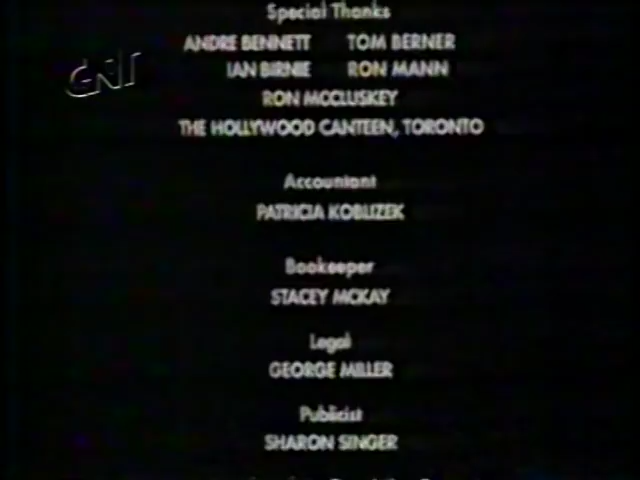 Special Thanks
ANDRE BENNETT TOM BERNER
IAN BIRNIE RON MANN
RON MCCLUSKEY
THE HOLLYWOOD CANTEEN, TORONTO
GNT
Accountant
PATRICIA KOBLIZEK
Bookeeper
STACEY MCKAY
Legal
GEORGE MILLER
Publicist
SHARON SINGER